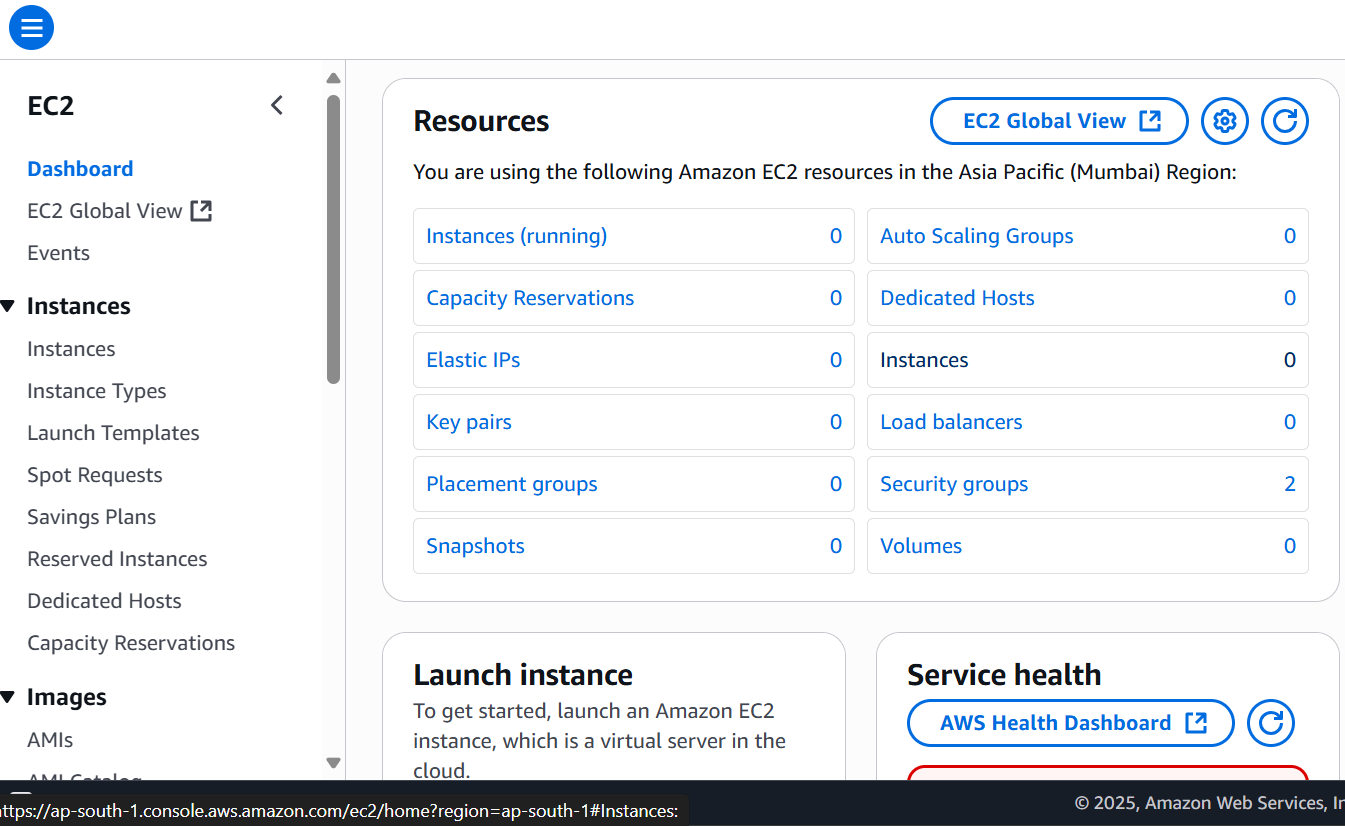 EC2
Dashboard
EC2 Global View
Events
Instances
Instances
Instance Types
Launch Templates
Spot Requests
Savings Plans
Reserved Instances
Dedicated Hosts
Capacity Reservations
Images
AMIs
AMI Catalog
Resources
EC2 Global View
You are using the following Amazon EC2 resources in the Asia Pacific (Mumbai) Region:
Instances (running) 0
Auto Scaling Groups 0
Capacity Reservations 0
Dedicated Hosts 0
Elastic IPs 0
Instances 0
Key pairs 0
Load balancers 0
Placement groups 0
Security groups 2
Snapshots 0
Volumes 0
Launch instance
To get started, launch an Amazon EC2
instance, which is a virtual server in the
cloud.
Service health
AWS Health Dashboard
ttps://ap-south-1.console.aws.amazon.com/ec2/home?region=ap-south-1#Instances:
© 2025, Amazon Web Services, In